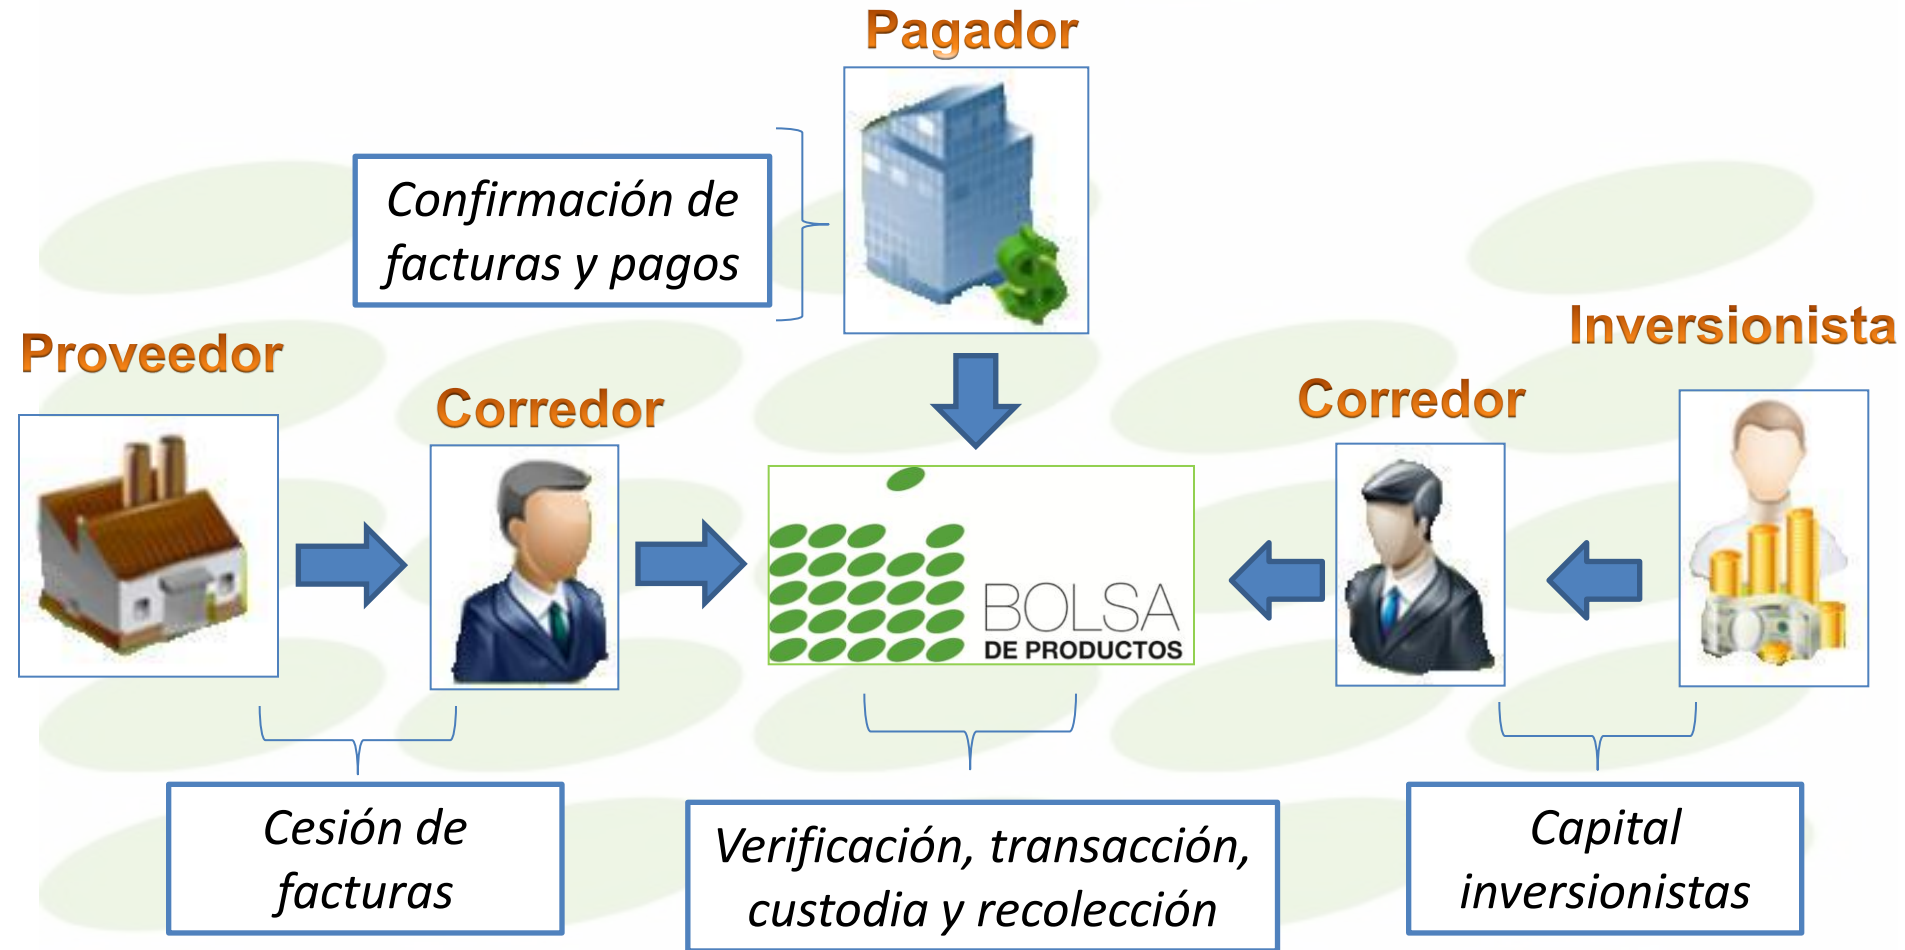 Pagador
Confirmación de
facturas y pagos
Proveedor
Corredor
Corredor
Inversionista
BOLSA
DE PRODUCTOS
Cesión de
facturas
Verificación, transacción,
custodia y recolección
Capital
inversionistas